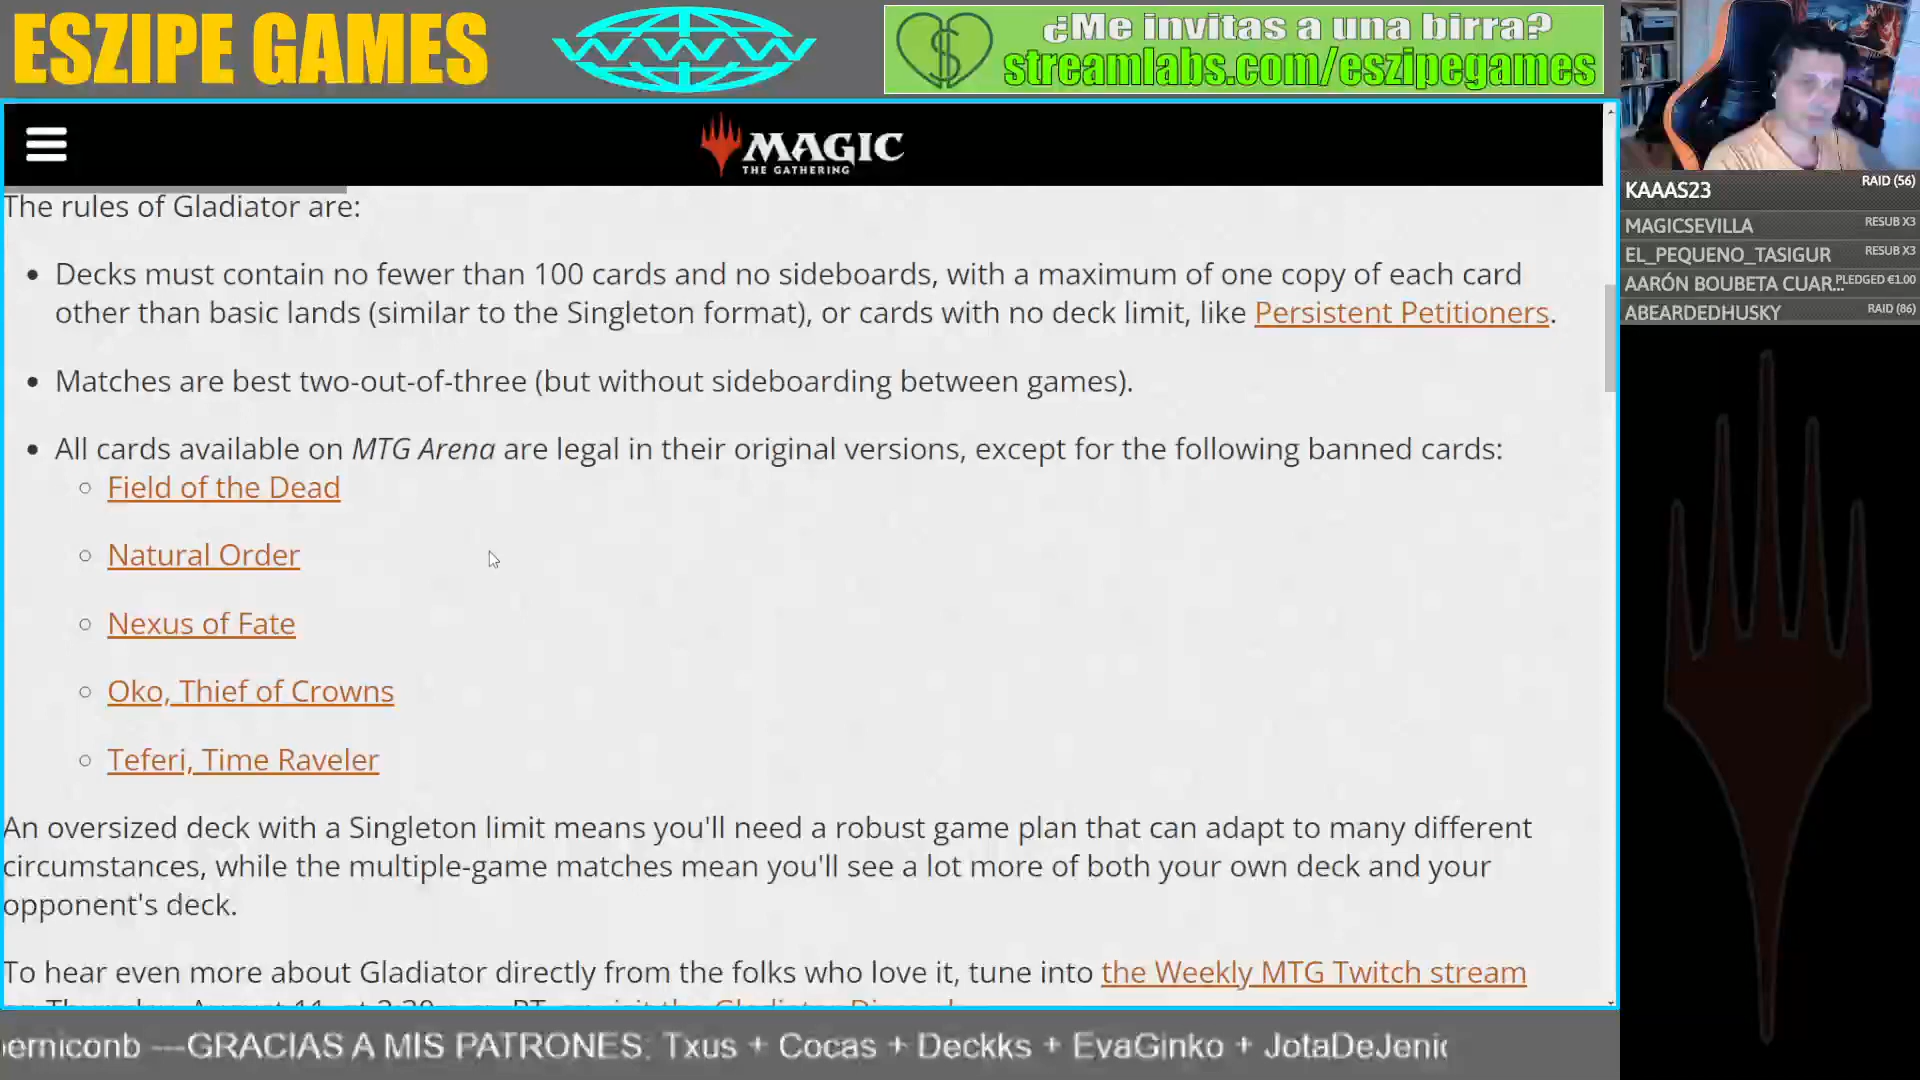 ESZIPE GAMES
WWW
¿Me invitas a una birra?
streamlabs.com/eszipegames
MAGIC
THE GATHERING
KAAAS23 RAID (56)
MAGICSEVILLA RESUB X3
EL_PEQUENO_TASIGUR RESUB X3
AARÓN BOUBETA CUAR... PLEDGED €1.00
ABEARDEDHUSKY RAID (86)
The rules of Gladiator are:
• Decks must contain no fewer than 100 cards and no sideboards, with a maximum of one copy of each card
other than basic lands (similar to the Singleton format), or cards with no deck limit, like Persistent Petitioners.
• Matches are best two-out-of-three (but without sideboarding between games).
• All cards available on MTG Arena are legal in their original versions, except for the following banned cards:
○ Field of the Dead
○ Natural Order
○ Nexus of Fate
○ Oko, Thief of Crowns
○ Teferi, Time Raveler
An oversized deck with a Singleton limit means you'll need a robust game plan that can adapt to many different
circumstances, while the multiple-game matches mean you'll see a lot more of both your own deck and your
opponent's deck.
To hear even more about Gladiator directly from the folks who love it, tune into the Weekly MTG Twitch stream
erniconb ---GRACIAS A MIS PATRONES: Txus + Cocas + Deckks + EvaGinko + JotaDeJenic